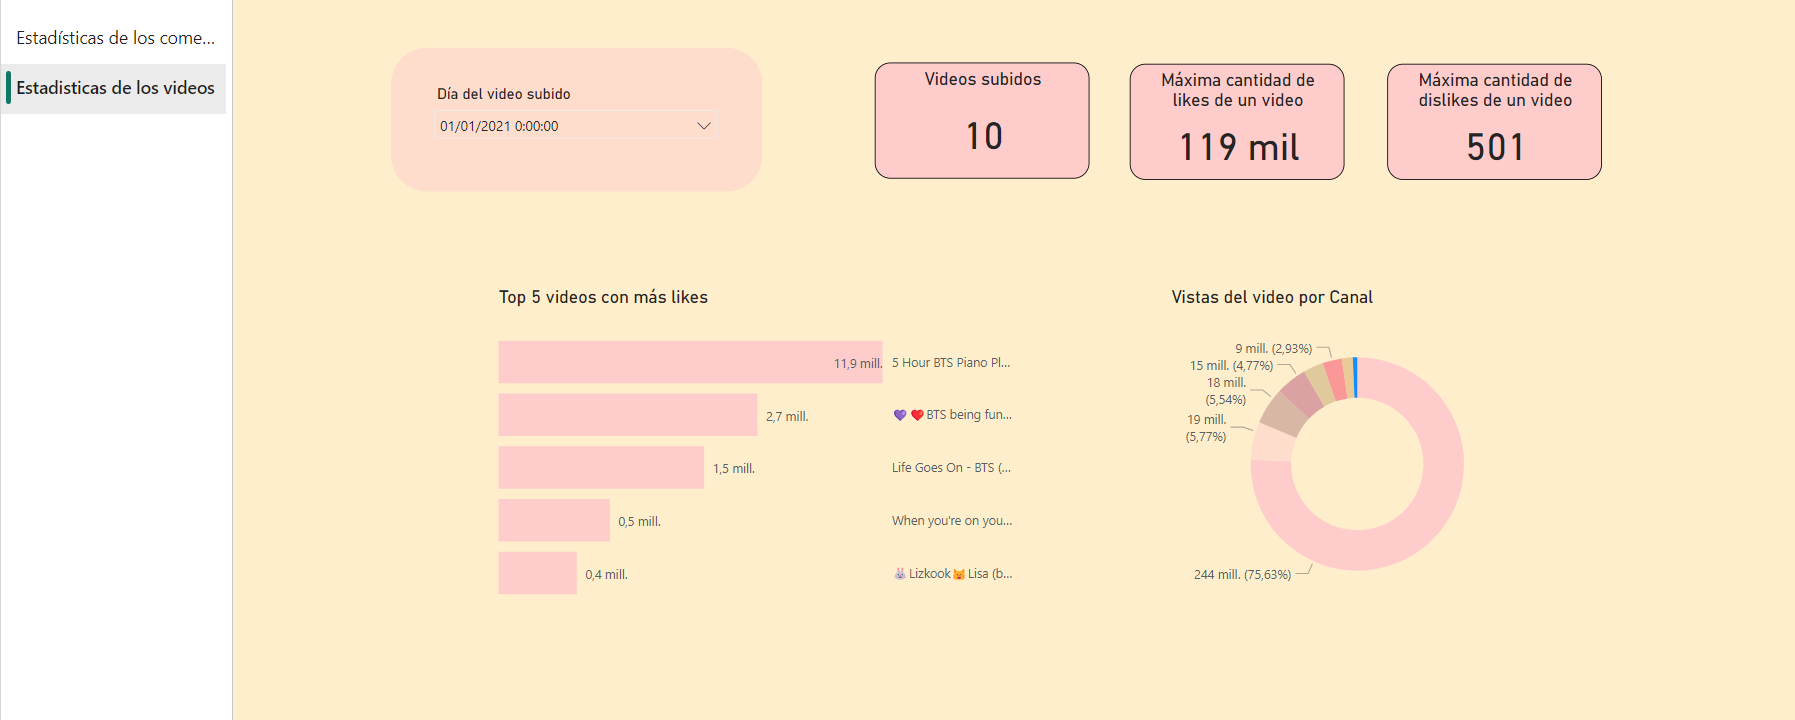 Estadísticas de los come...
Estadisticas de los videos
Día del video subido
01/01/2021 0:00:00
Videos subidos
10
Máxima cantidad de
likes de un video
119 mil
Máxima cantidad de
dislikes de un video
501
Top 5 videos con más likes
11,9 mill.
5 Hour BTS Piano Pl...
2,7 mill.
💜 ❤️ BTS being fun...
1,5 mill.
Life Goes On - BTS (...
0,5 mill.
When you're on you...
0,4 mill.
🐰Lizkook🐱Lisa (b...
Vistas del video por Canal
9 mill. (2,93%)
15 mill. (4,77%)
18 mill.
(5,54%)
19 mill.
(5,77%)
244 mill. (75,63%)